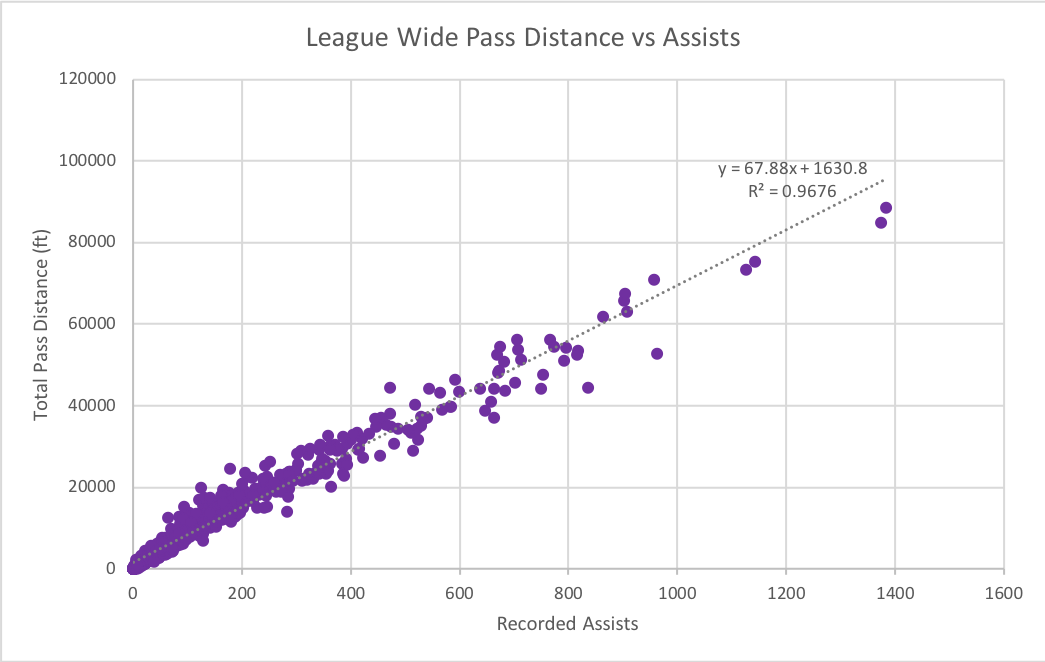 League Wide Pass Distance vs Assists
120000
100000
80000
60000
40000
20000
0
Total Pass Distance (ft)
y = 67.88x + 1630.8
R² = 0.9676
0 200 400 600 800 1000 1200 1400 1600
Recorded Assists